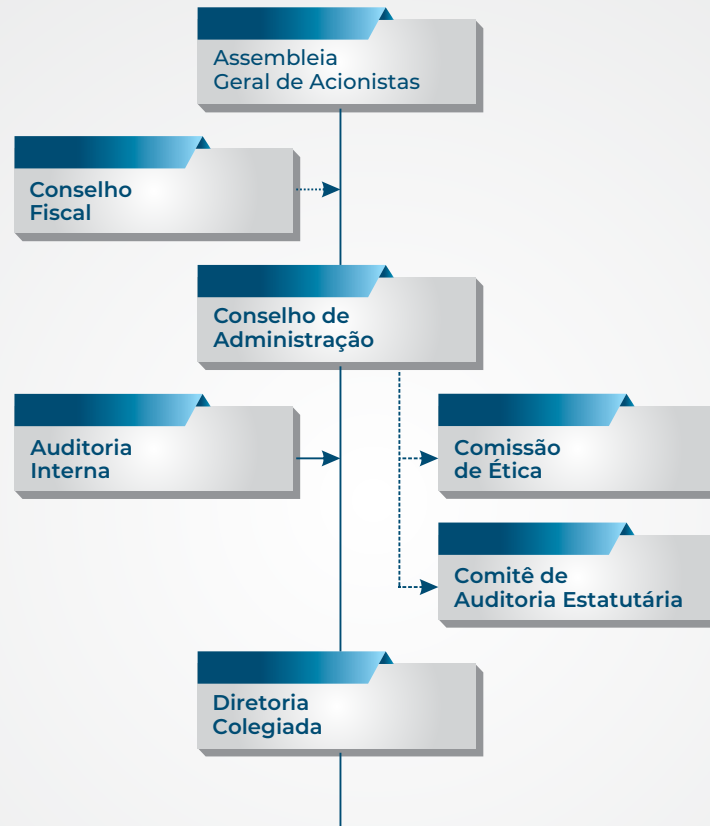 Assembleia
Geral de Acionistas
Conselho
Fiscal
Conselho de
Administração
Auditoria
Interna
Comissão
de Ética
Comitê de
Auditoria Estatutária
Diretoria
Colegiada